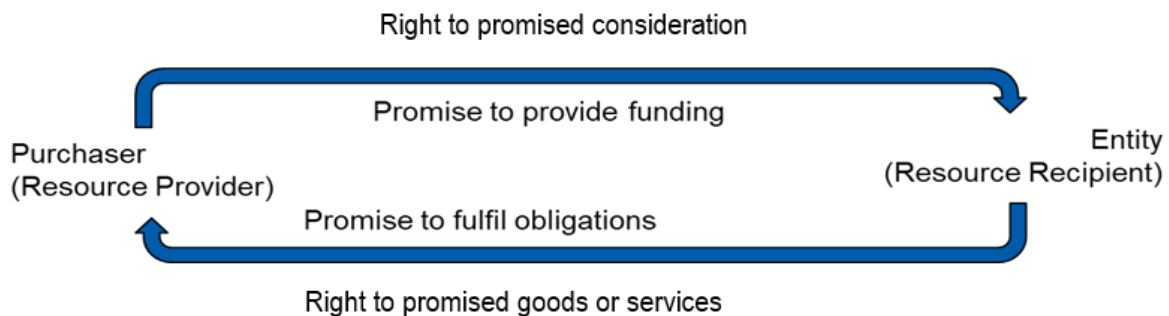 Right to promised consideration
Promise to provide funding
Purchaser
(Resource Provider)
Entity
(Resource Recipient)
Promise to fulfil obligations
Right to promised goods or services